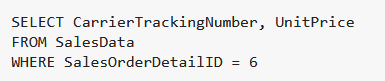 SELECT CarrierTrackingNumber, UnitPrice
FROM SalesData
WHERE SalesOrderDetailID = 6